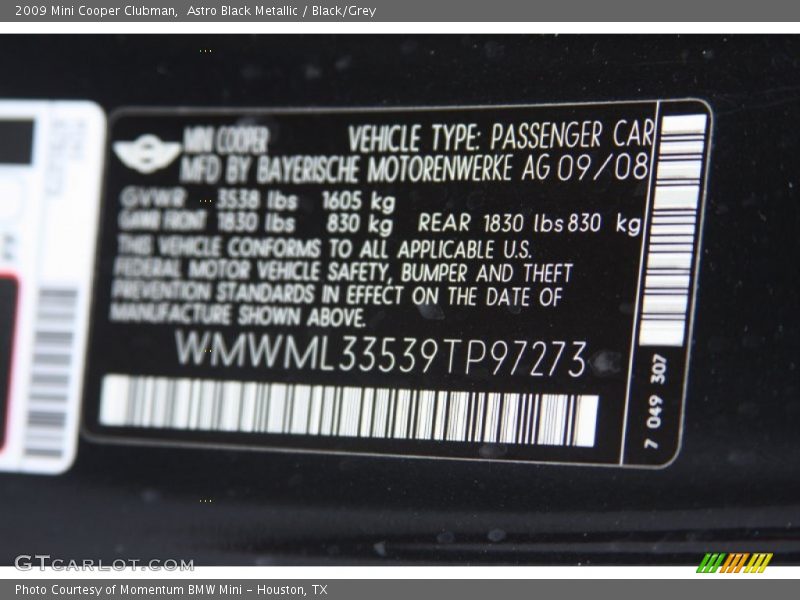 2009 Mini Cooper Clubman,  Astro Black Metallic / Black/Grey
MINI COOPER VEHICLE TYPE: PASSENGER CAR
MFD BY BAYERISCHE MOTORENWERKE AG 09/08
GVWR 3538 lbs 1605 kg
GAWR FRONT 1830 lbs 830 kg REAR 1830 lbs 830 kg
THIS VEHICLE CONFORMS TO ALL APPLICABLE U.S.
FEDERAL MOTOR VEHICLE SAFETY, BUMPER AND THEFT
PREVENTION STANDARDS IN EFFECT ON THE DATE OF
MANUFACTURE SHOWN ABOVE.
WMWML33539TP97273
7 049 307
GTCARLOT.COM
Photo Courtesy of Momentum BMW Mini - Houston, TX